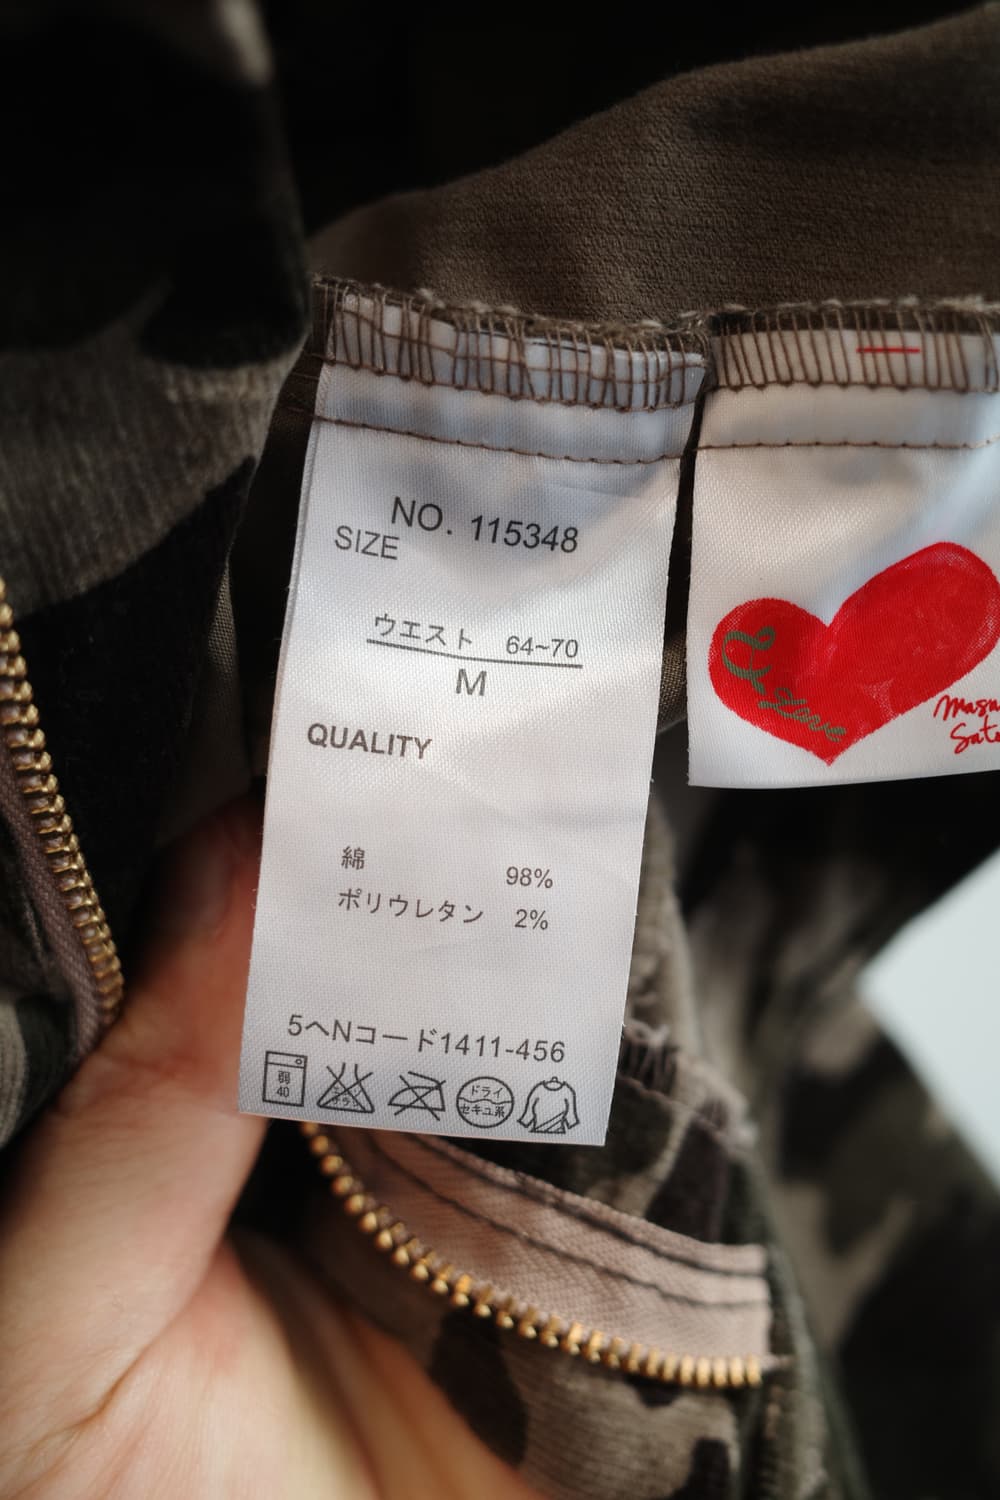 NO. 115348
SIZE
ウエスト 64~70
M
QUALITY
綿 98%
ポリウレタン 2%
5ヘNコード1411-456
弱
40
ドライ
セキユ系
Love